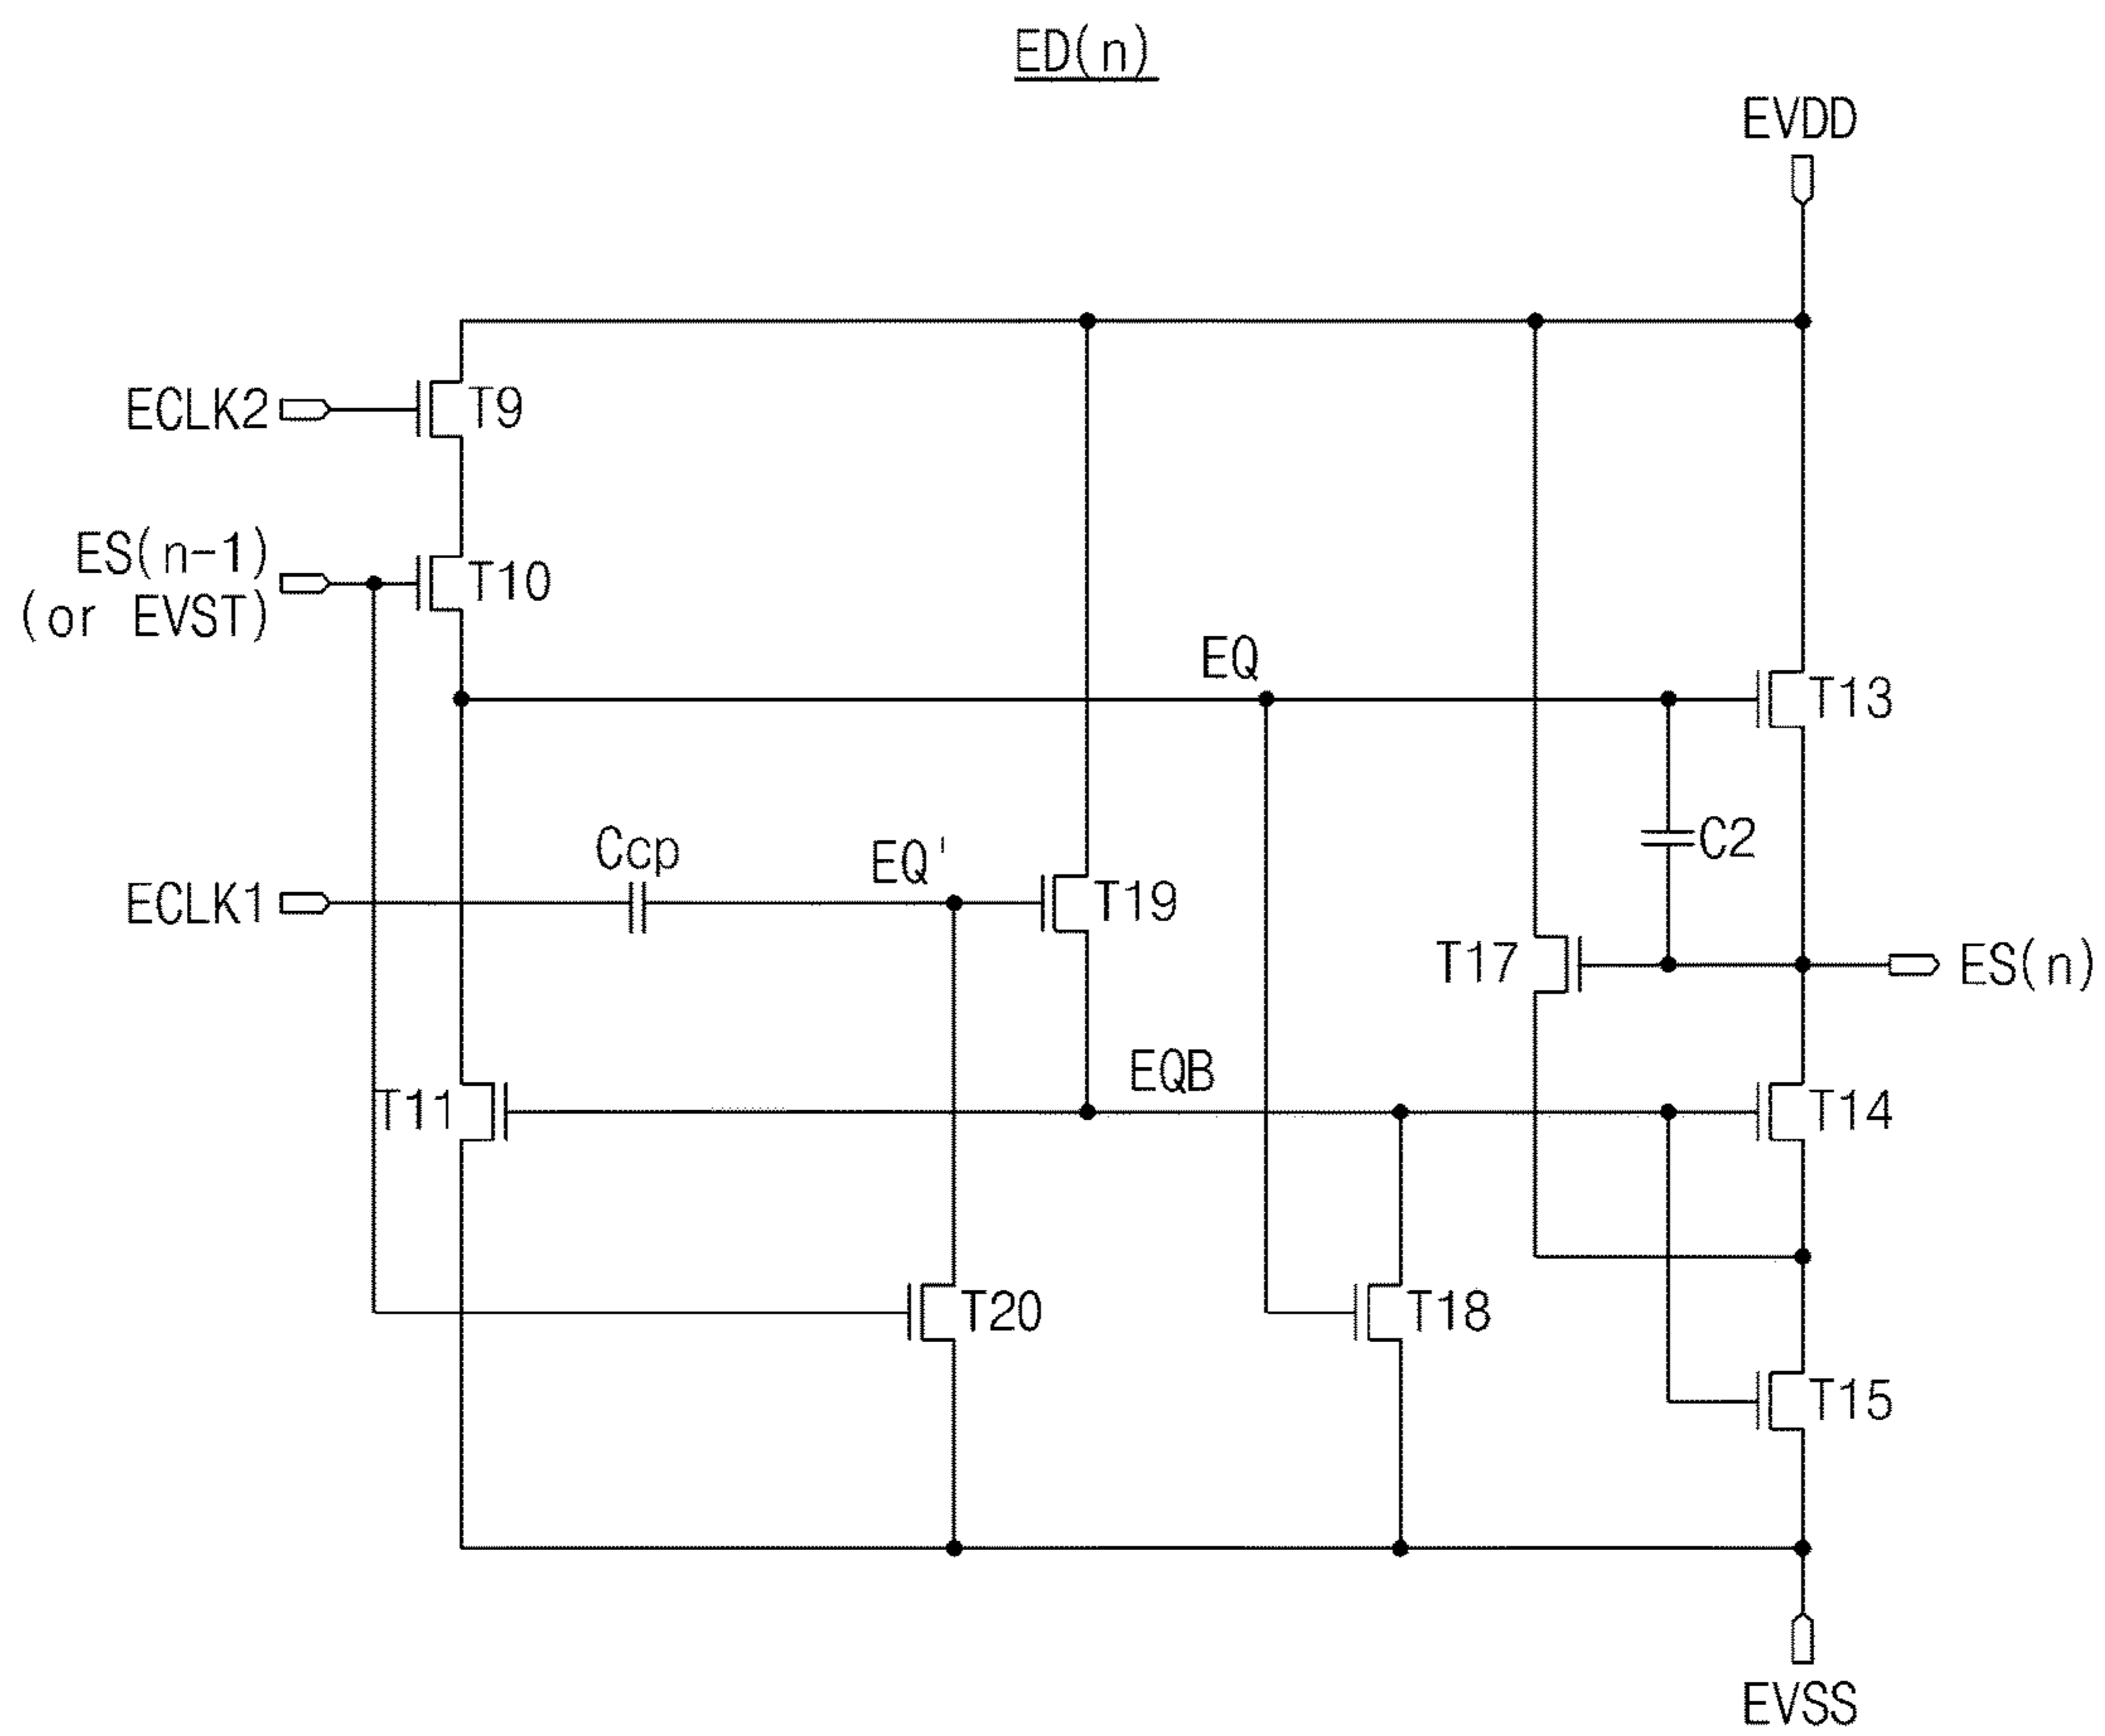 ED(n)
EVDD
ECLK2
T9
ES(n-1)
(or EVST)
T10
EQ
T13
Ccp
EQ'
C2
ECLK1
T19
T17
ES(n)
EQB
T11
T14
T20
T18
T15
EVSS